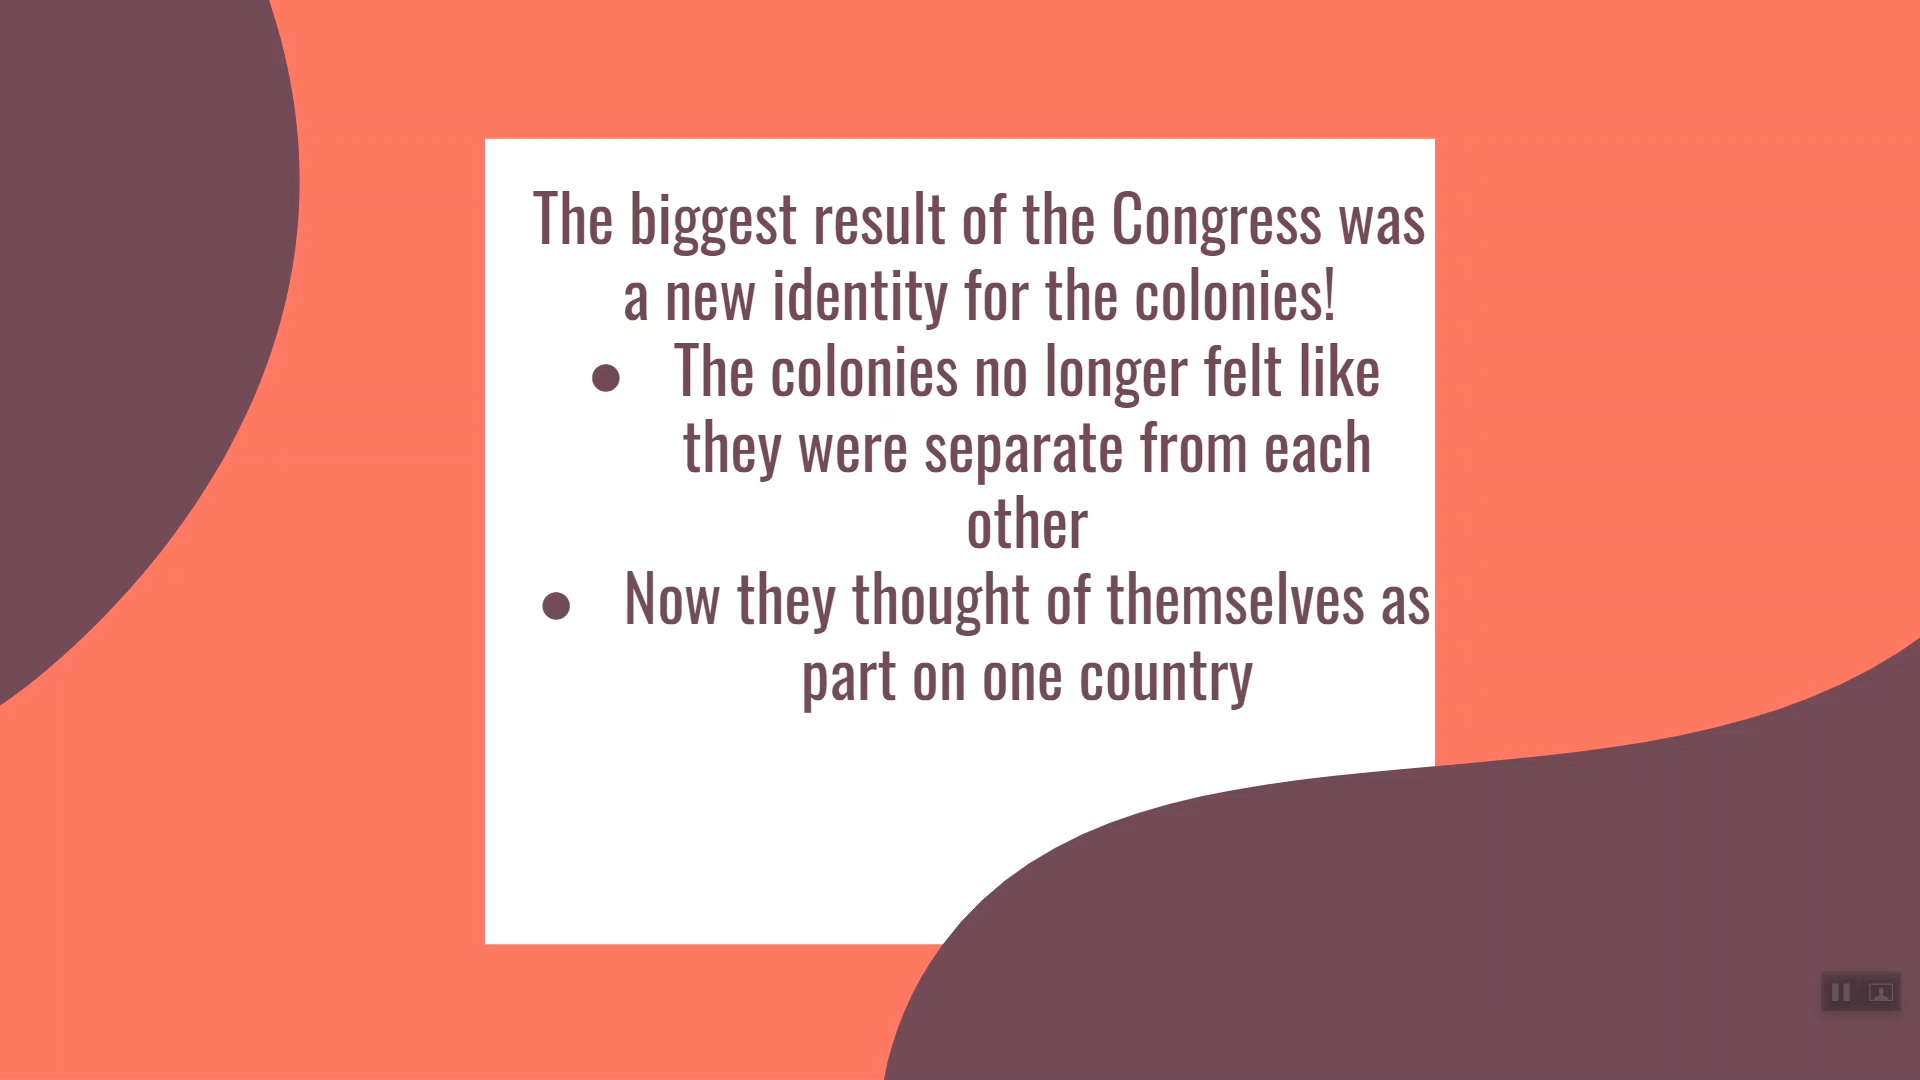 The biggest result of the Congress was
a new identity for the colonies!
● The colonies no longer felt like
they were separate from each
other
● Now they thought of themselves as
part on one country